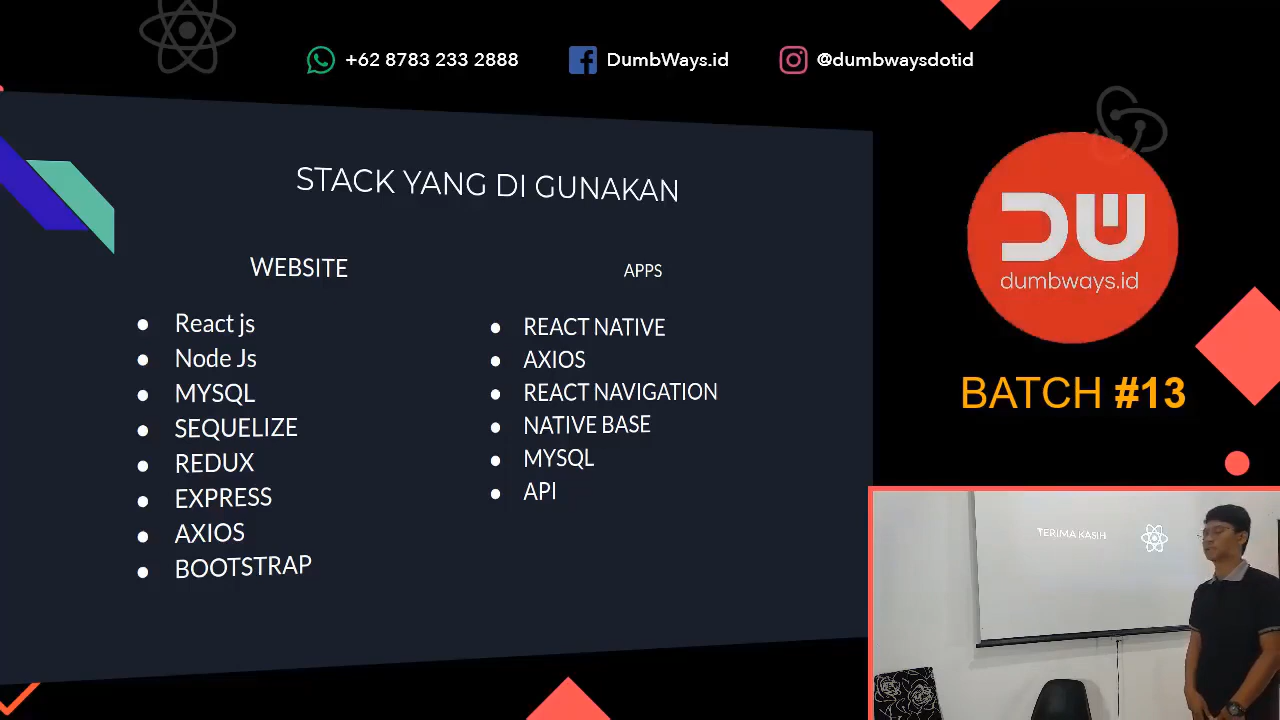 +62 8783 233 2888
DumbWays.id
@dumbwaysdotid
STACK YANG DI GUNAKAN
WEBSITE
● React js
● Node Js
● MYSQL
● SEQUELIZE
● REDUX
● EXPRESS
● AXIOS
● BOOTSTRAP
APPS
● REACT NATIVE
● AXIOS
● REACT NAVIGATION
● NATIVE BASE
● MYSQL
● API
DW
dumbways.id
BATCH #13
TERIMA KASIH